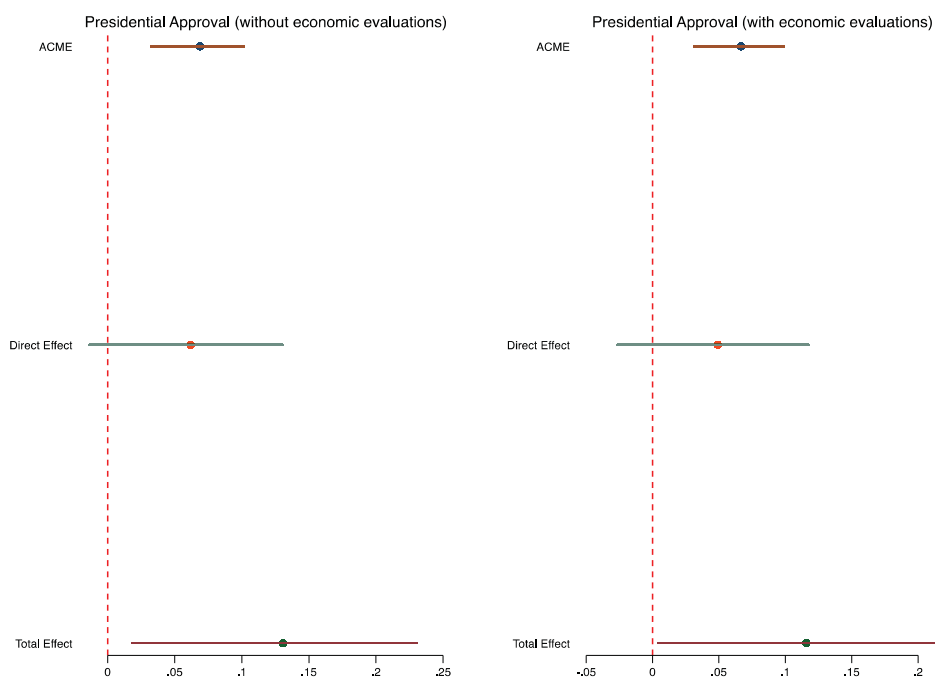 Presidential Approval (without economic evaluations)
ACME
Direct Effect
Total Effect
0 .05 .1 .15 .2 .25
Presidential Approval (with economic evaluations)
ACME
Direct Effect
Total Effect
-.05 0 .05 .1 .15 .2